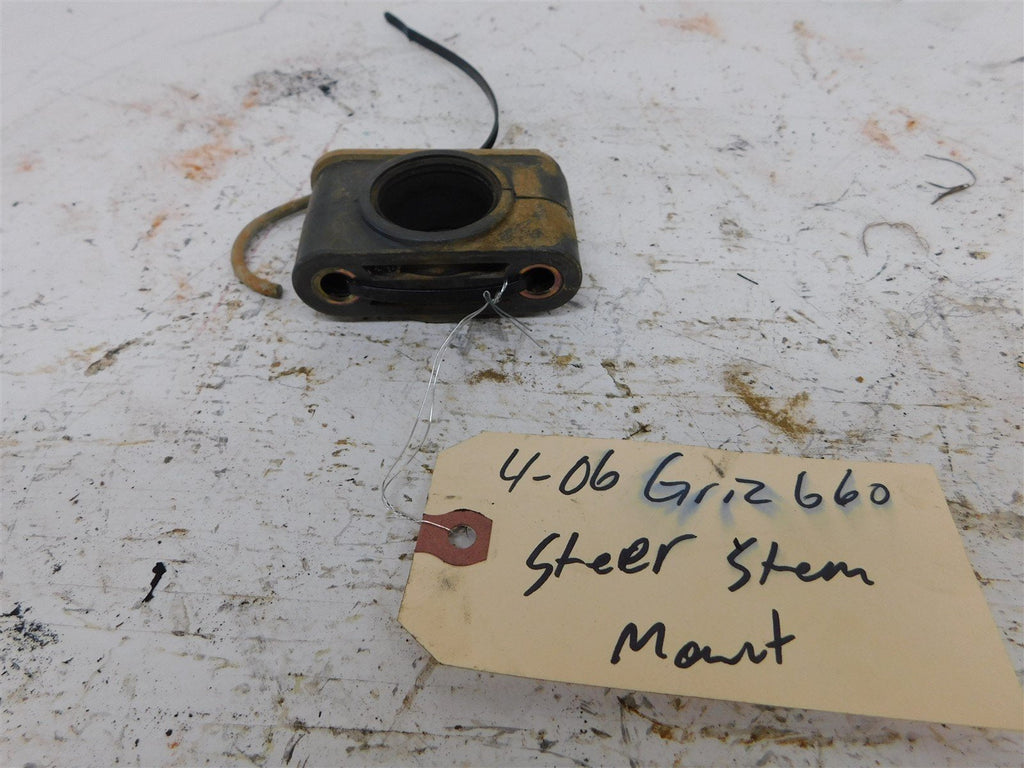 4-06 Griz 660
Steer Stem
Mount